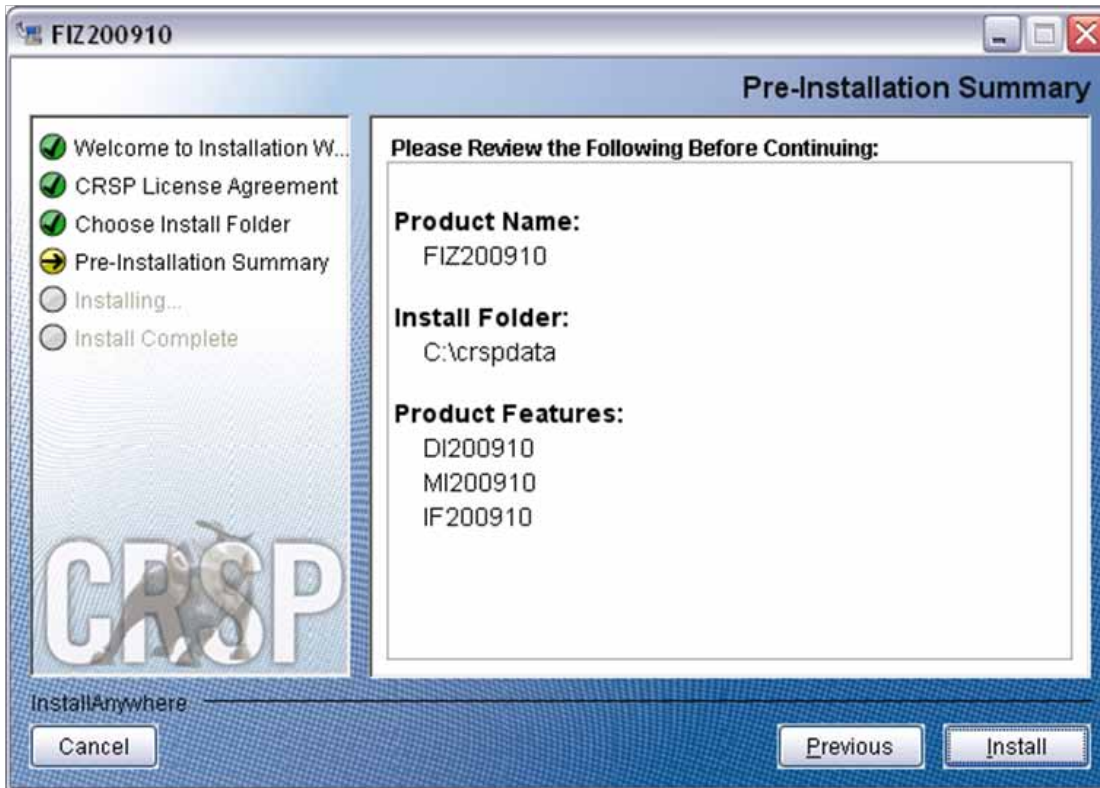 FIZ200910
Pre-Installation Summary
Welcome to Installation W...
CRSP License Agreement
Choose Install Folder
Pre-Installation Summary
Installing...
Install Complete
CRSP
Please Review the Following Before Continuing:
Product Name:
FIZ200910
Install Folder:
C:\crspdata
Product Features:
DI200910
MI200910
IF200910
InstallAnywhere
Cancel
Previous
Install